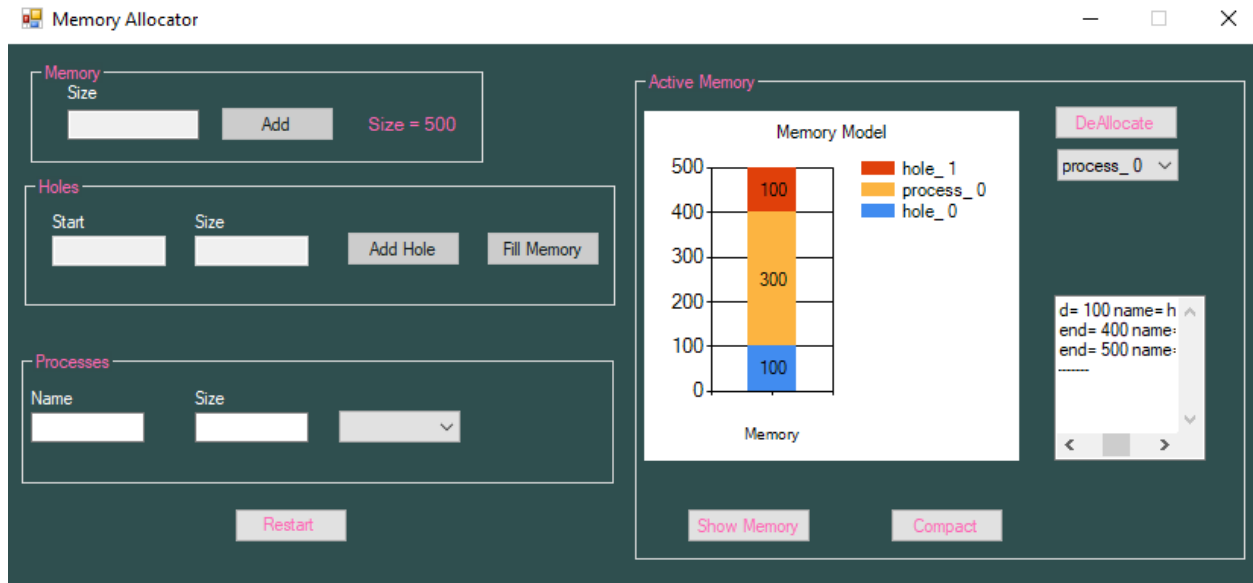 Memory Allocator
Memory
Size
Add
Size = 500
Holes
Start
Size
Add Hole
Fill Memory
Processes
Name
Size
Restart
Active Memory
Memory Model
500
400
300
200
100
0
100
300
100
Memory
hole_ 1
process_ 0
hole_ 0
DeAllocate
process_ 0
d= 100 name= h
end= 400 name=
end= 500 name=
-------
Show Memory
Compact